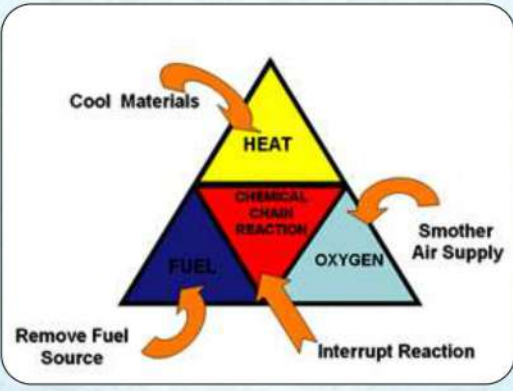 Cool Materials
HEAT
CHEMICAL
CHAIN
REACTION
FUEL
OXYGEN
Smother
Air Supply
Remove Fuel
Source
Interrupt Reaction